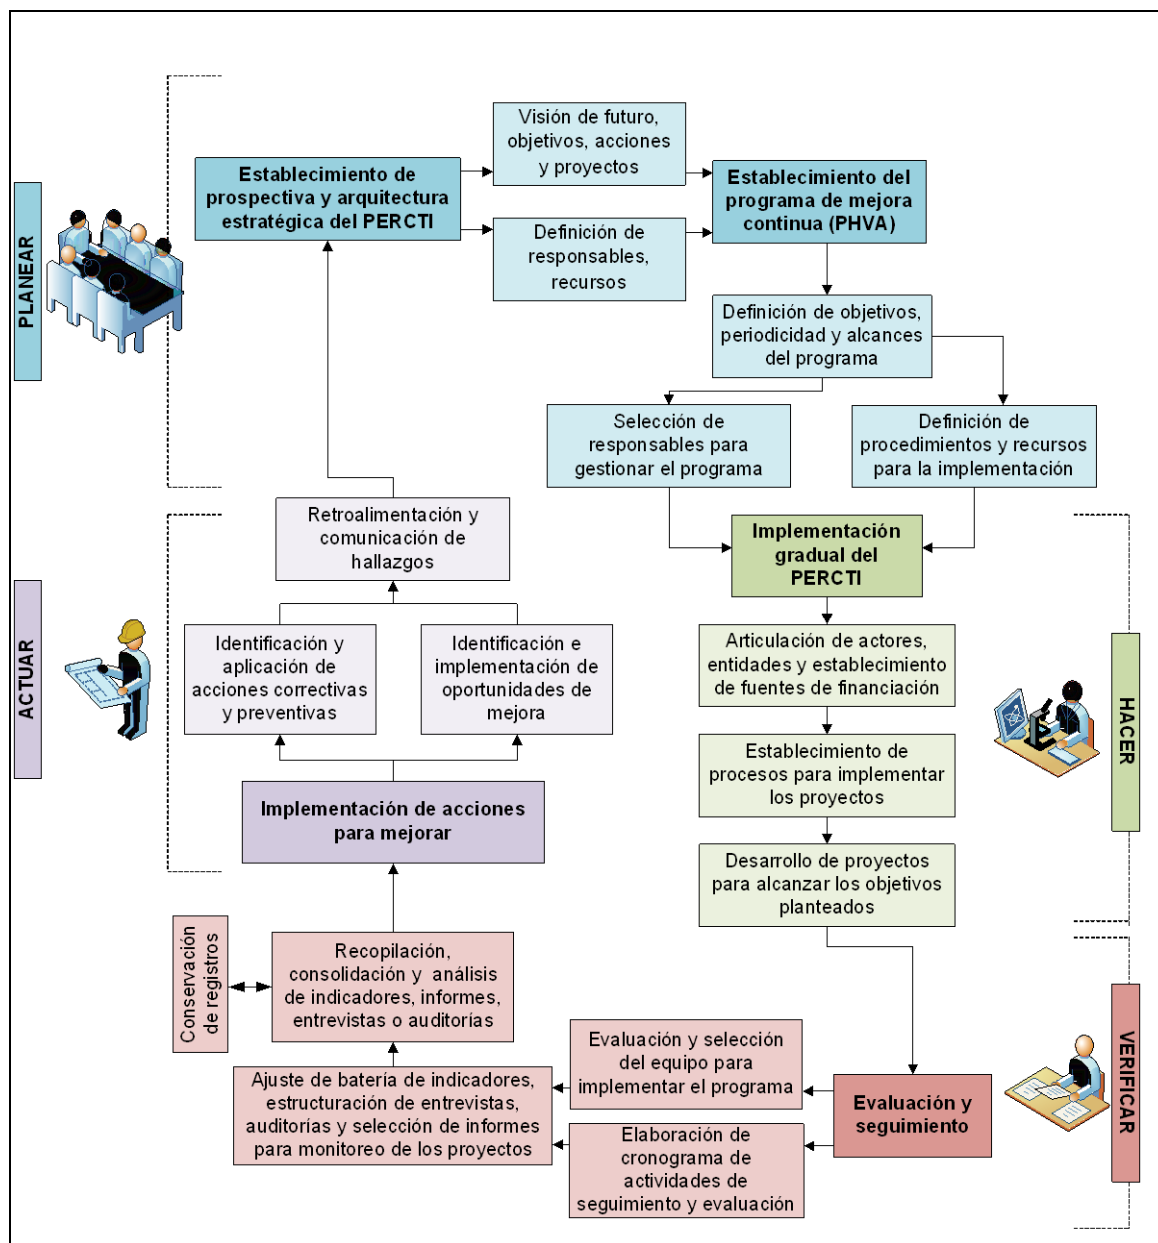 PLANEAR
Establecimiento de
prospectiva y arquitectura
estratégica del PERCTI
Visión de futuro,
objetivos, acciones
y proyectos
Definición de
responsables,
recursos
Establecimiento del
programa de mejora
continua (PHVA)
Definición de objetivos,
periodicidad y alcances
del programa
Selección de
responsables para
gestionar el programa
Definición de
procedimientos y recursos
para la implementación
HACER
Implementación
gradual del
PERCTI
Articulación de actores,
entidades y establecimiento
de fuentes de financiación
Establecimiento de
procesos para implementar
los proyectos
Desarrollo de proyectos
para alcanzar los objetivos
planteados
VERIFICAR
Evaluación y
seguimiento
Evaluación y selección
del equipo para
implementar el programa
Elaboración de
cronograma de
actividades de
seguimiento y evaluación
Ajuste de batería de indicadores,
estructuración de entrevistas,
auditorías y selección de informes
para monitoreo de los proyectos
Recopilación,
consolidación y análisis
de indicadores, informes,
entrevistas o auditorías
Conservación
de registros
ACTUAR
Implementación de acciones
para mejorar
Identificación y
aplicación de
acciones correctivas
y preventivas
Identificación e
implementación de
oportunidades de
mejora
Retroalimentación y
comunicación de
hallazgos